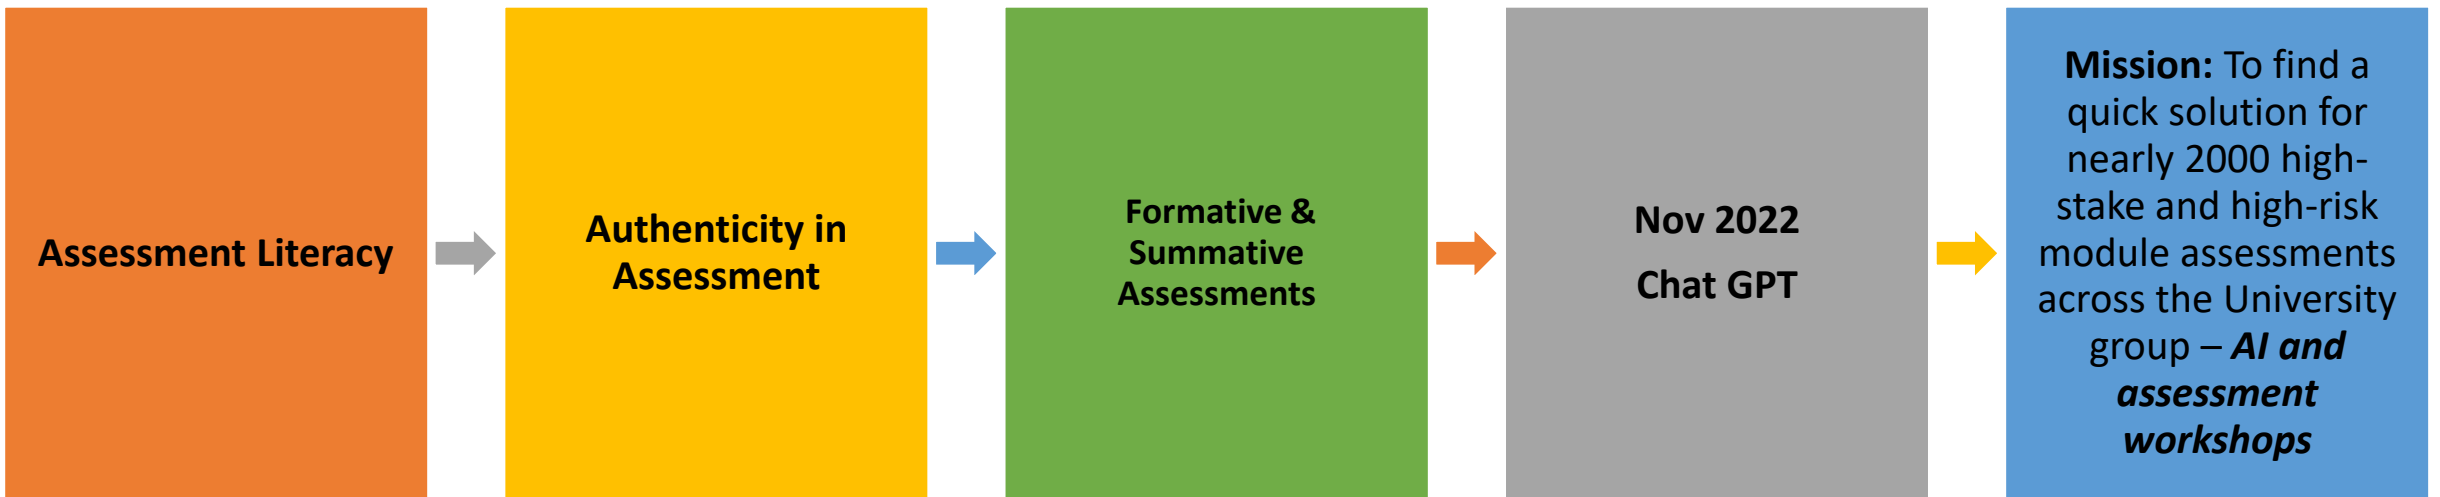 Assessment Literacy
Authenticity in
Assessment
Formative &
Summative
Assessments
Nov 2022
Chat GPT
Mission: To find a
quick solution for
nearly 2000 high-
stake and high-risk
module assessments
across the University
group – AI and
assessment
workshops